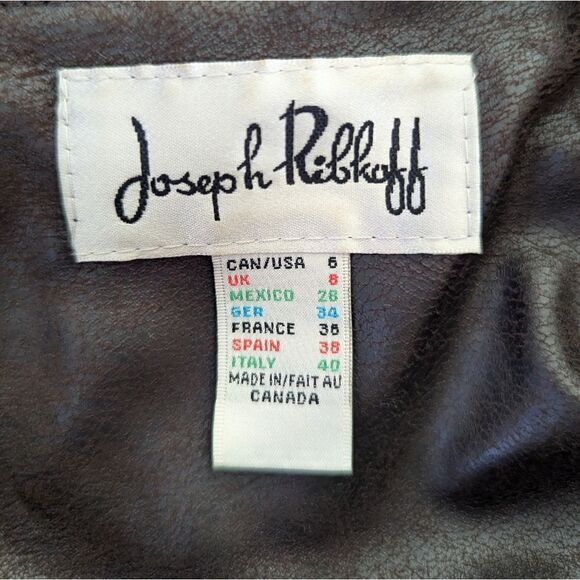 Joseph Ribkoff
CAN/USA 6
UK 8
MEXICO 26
GER 34
FRANCE 36
SPAIN 38
ITALY 40
MADE IN/FAIT AU
CANADA